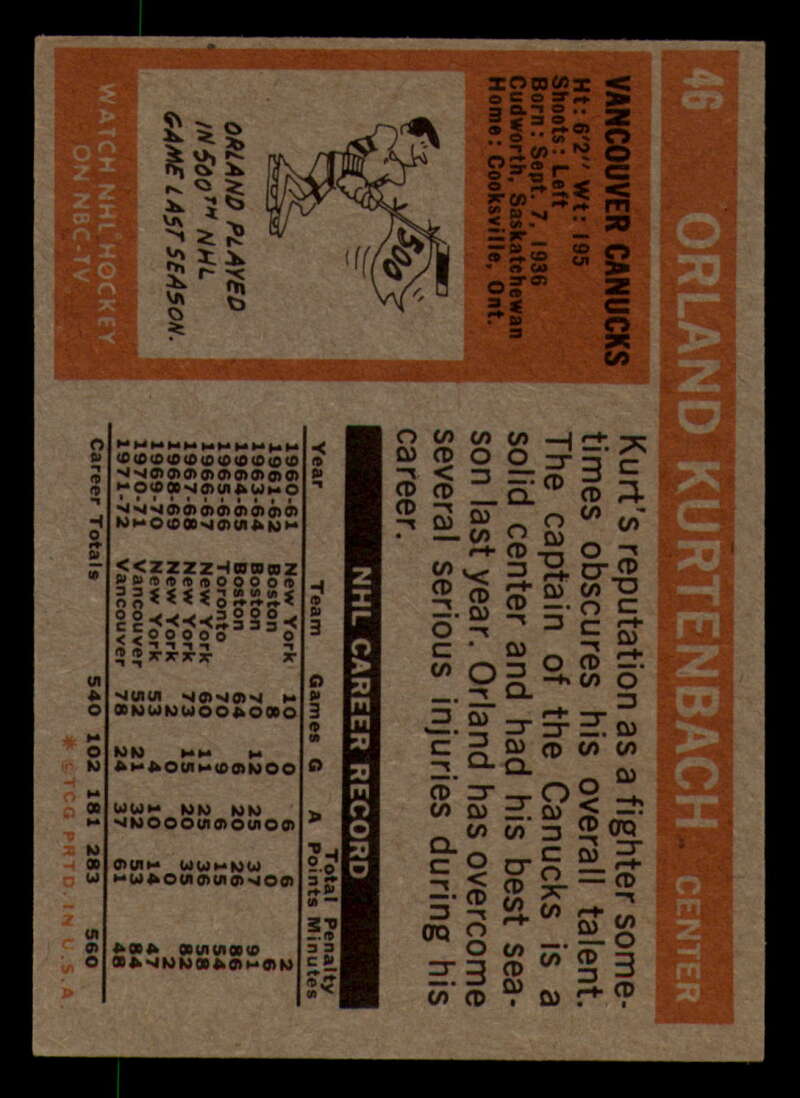 46 ORLAND KURTENBACH CENTER
VANCOUVER CANUCKS
Ht: 6'2" Wt: 195
Shoots: Left
Born: Sept. 7, 1936
Cudworth, Saskatchewan
Home: Cooksville, Ont.
500
ORLAND PLAYED
IN 500TH NHL
GAME LAST SEASON.
WATCH NHL HOCKEY
ON NBC-TV
Kurt's reputation as a fighter some-
times obscures his overall talent.
The captain of the Canucks is a
solid center and had his best sea-
son last year. Orland has overcome
several serious injuries during his
career.
NHL CAREER RECORD
Total Penalty
Year Team Games G A Points Minutes
1960-61 New York 10 0 6 6 2
1961-62 Boston 8 0 0 0 6
1963-64 Boston 70 12 25 37 91
1964-65 Boston 64 6 20 26 86
1965-66 Toronto 70 9 6 15 54
1966-67 New York 60 11 25 36 58
1967-68 New York 73 15 20 35 82
1968-69 New York 2 0 0 0 2
1969-70 New York 53 4 10 14 47
1970-71 Vancouver 52 21 32 53 84
1971-72 Vancouver 78 24 37 61 48
Career Totals 540 102 181 283 560
* ©TCG PRTD. IN U.S.A.